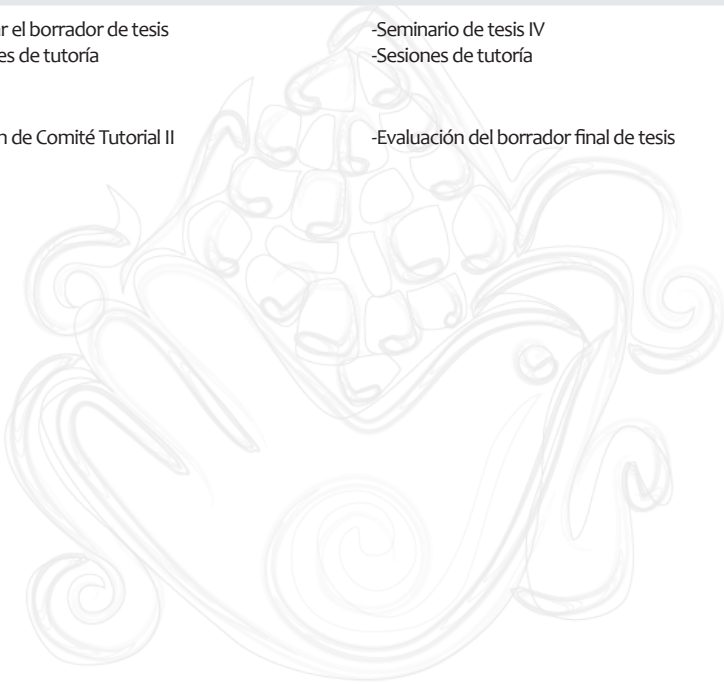 r el borrador de tesis
es de tutoría
n de Comité Tutorial II
-Seminario de tesis IV
-Sesiones de tutoría
-Evaluación del borrador final de tesis